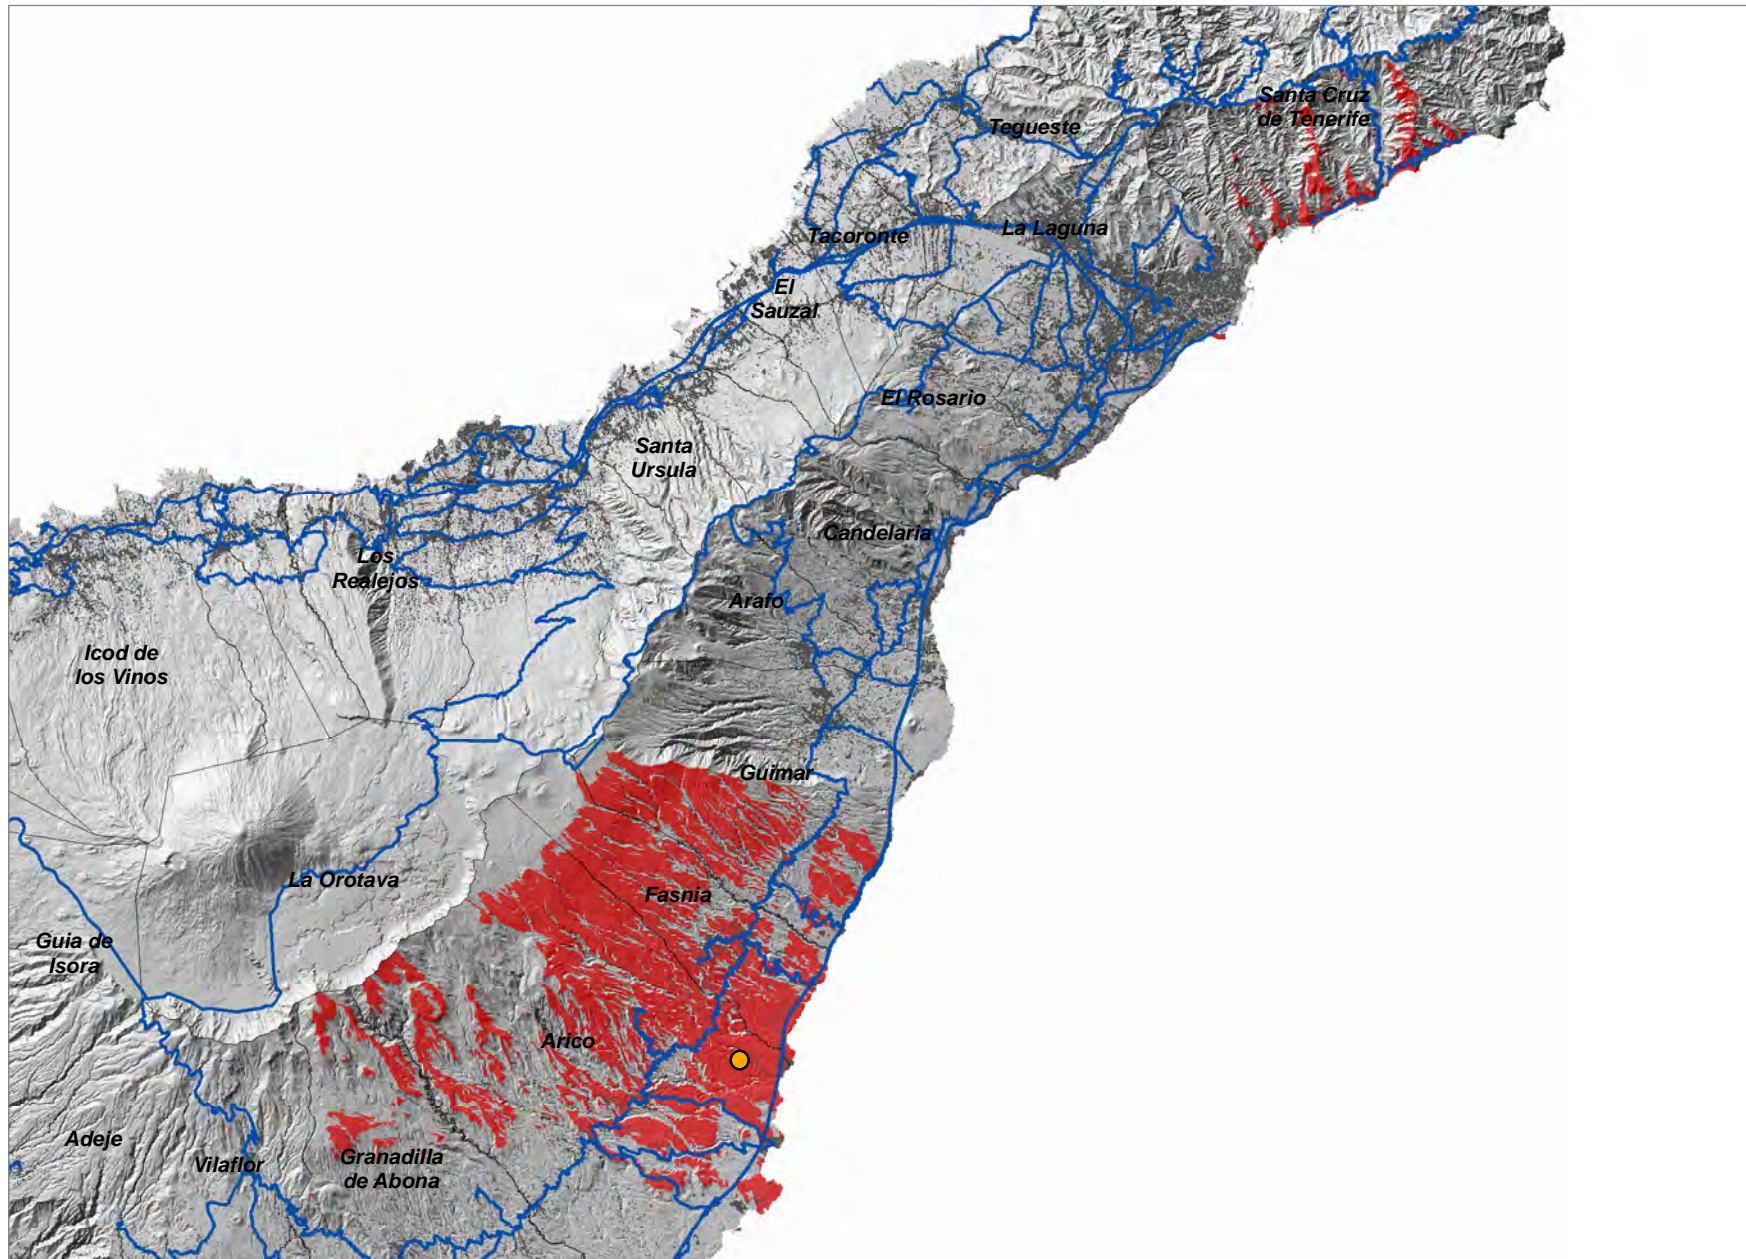 Santa Cruz
de Tenerife
Tegueste
La Laguna
Tacoronte
El
Sauzal
El Rosario
Santa
Ursula
Candelaria
Los
Realejos
Arafo
Icod de
los Vinos
Guimar
La Orotava
Fasnia
Guia de
Isora
Arico
Adeje
Vilaflor
Granadilla
de Abona